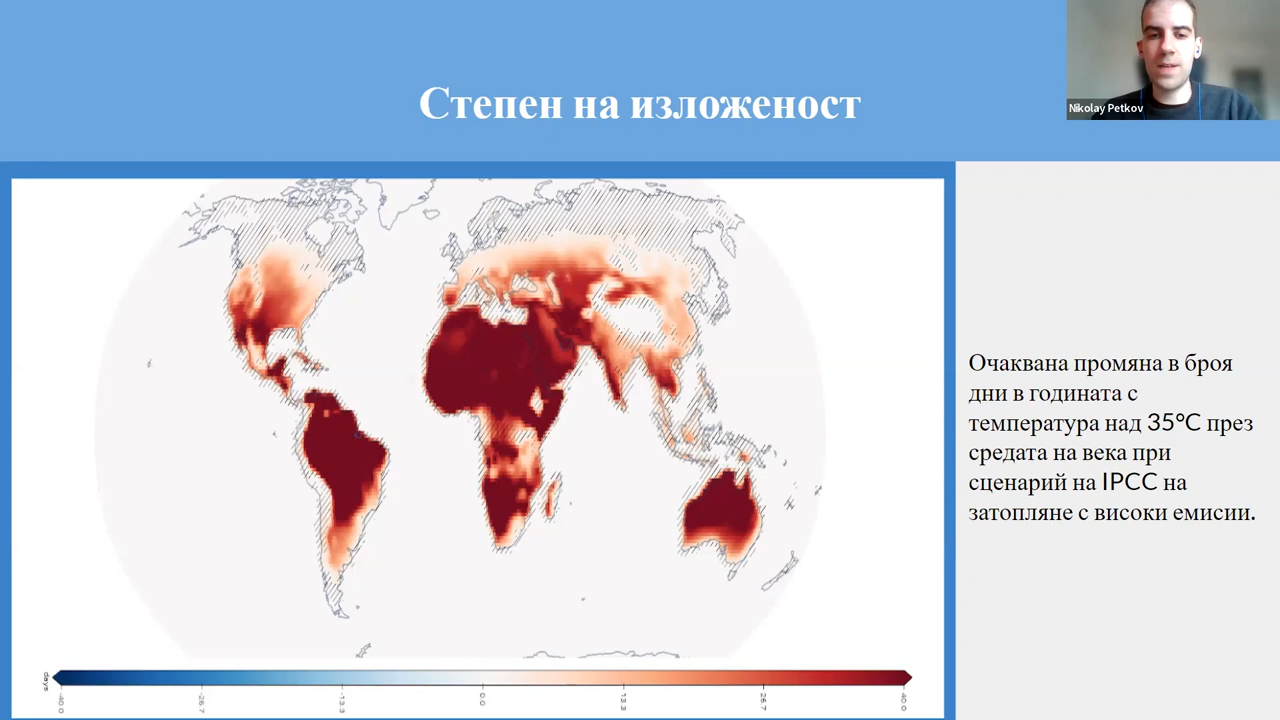 Степен на изложеност
Nikolay Petkov
Очаквана промяна в броя
дни в годината с
температура над 35°C през
средата на века при
сценарий на IPCC на
затопляне с високи емисии.
days
-40.0
-26.7
-13.3
0.0
13.3
26.7
40.0